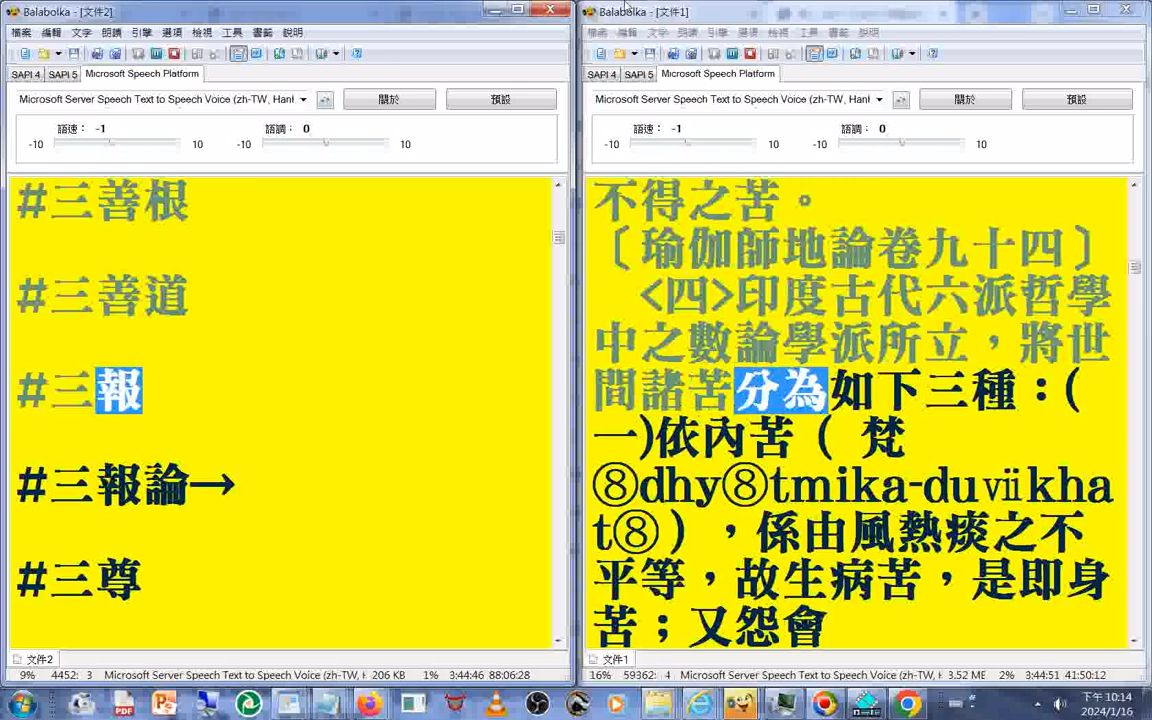 Balabolka - [文件2]
檔案 編輯 文字 朗讀 引擎 選項 檢視 工具 書籤 說明
SAPI 4 SAPI 5 Microsoft Speech Platform
Microsoft Server Speech Text to Speech Voice (zh-TW, Hanl
關於 預設
語速： -1 語調： 0
-10 10 -10 10
#三善根
#三善道
#三報
#三報論→
#三尊
文件2
9% 4452: 3 Microsoft Server Speech Text to Speech Voice (zh-TW, H 206 KB 1% 3:44:46 88:06:28
Balabolka - [文件1]
檔案 編輯 文字 朗讀 引擎 選項 檢視 工具 書籤 說明
SAPI 4 SAPI 5 Microsoft Speech Platform
Microsoft Server Speech Text to Speech Voice (zh-TW, Hanl
關於 預設
語速： -1 語調： 0
-10 10 -10 10
不得之苦。
〔瑜伽師地論卷九十四〕
<四>印度古代六派哲學
中之數論學派所立，將世
間諸苦分為如下三種：(
一)依內苦（ 梵
⑧dhy⑧tmika-duⅶkha
t⑧），係由風熱痰之不
平等，故生病苦，是即身
苦；又怨會
文件1
16% 59362: 4 Microsoft Server Speech Text to Speech Voice (zh-TW, H 3.52 MB 2% 3:44:51 41:50:12
下午 10:14
2024/1/16